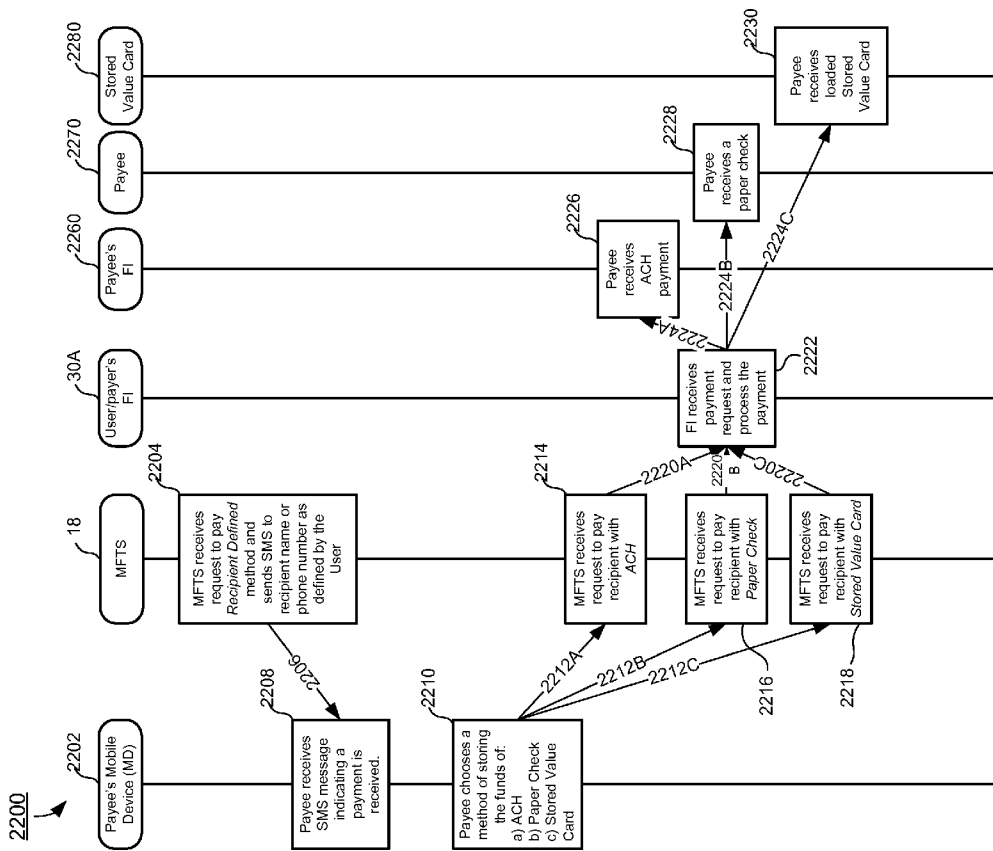 2200
2202
Payee's Mobile
Device (MD)
18
MFTS
30A
User/payer's
FI
2260
Payee's
FI
2270
Payee
2280
Stored
Value Card
2204
MFTS receives
request to pay
Recipient Defined
method and
sends SMS to
recipient name or
phone number as
defined by the
User
2206
2208
Payee receives
SMS message
indicating a
payment is
received.
2210
Payee chooses a
method of storing
the funds of:
a) ACH
b) Paper Check
c) Stored Value
Card
2212A
2212B
2212C
2214
MFTS receives
request to pay
recipient with
ACH
MFTS receives
request to pay
recipient with
Paper Check
2216
MFTS receives
request to pay
recipient with
Stored Value Card
2218
2220A
2220
B
2220C
FI receives
payment
request and
process the
payment
2222
2224A
2224B
2224C
2226
Payee
receives
ACH
payment
2228
Payee
receives a
paper check
2230
Payee
receives
loaded
Stored
Value Card